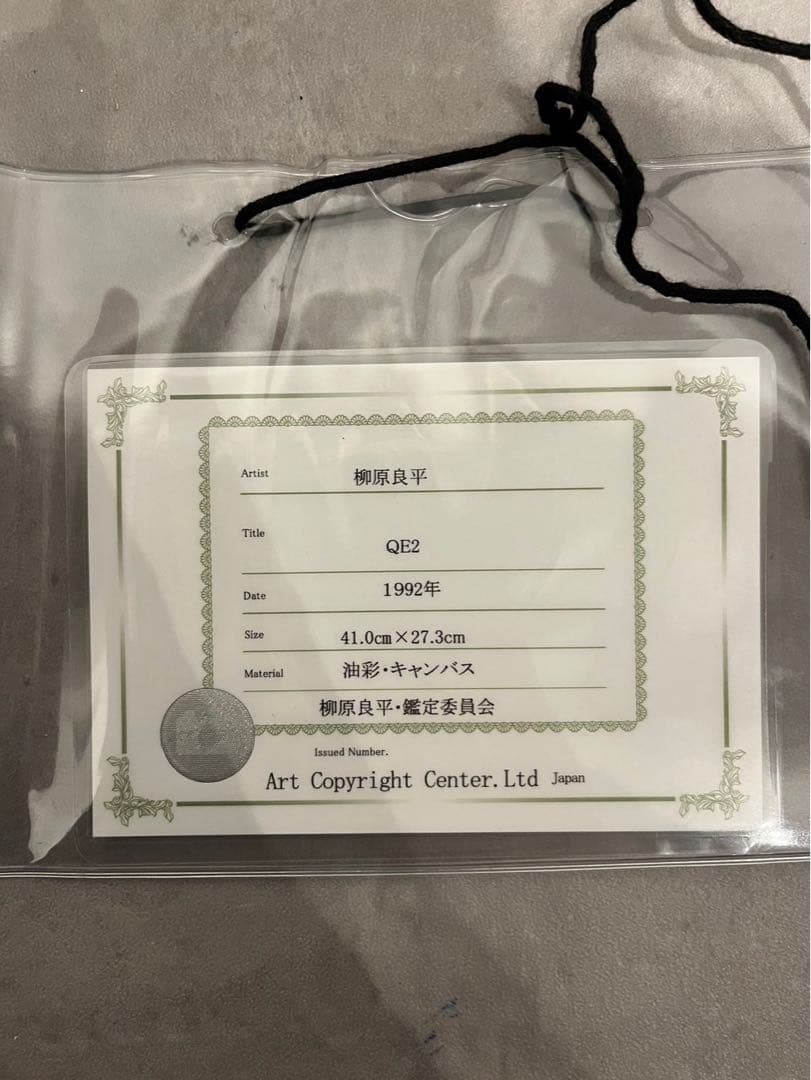 Artist 柳原良平
Title QE2
Date 1992年
Size 41.0cm×27.3cm
Material 油彩・キャンバス
柳原良平・鑑定委員会
Issued Number.
Art Copyright Center.Ltd Japan